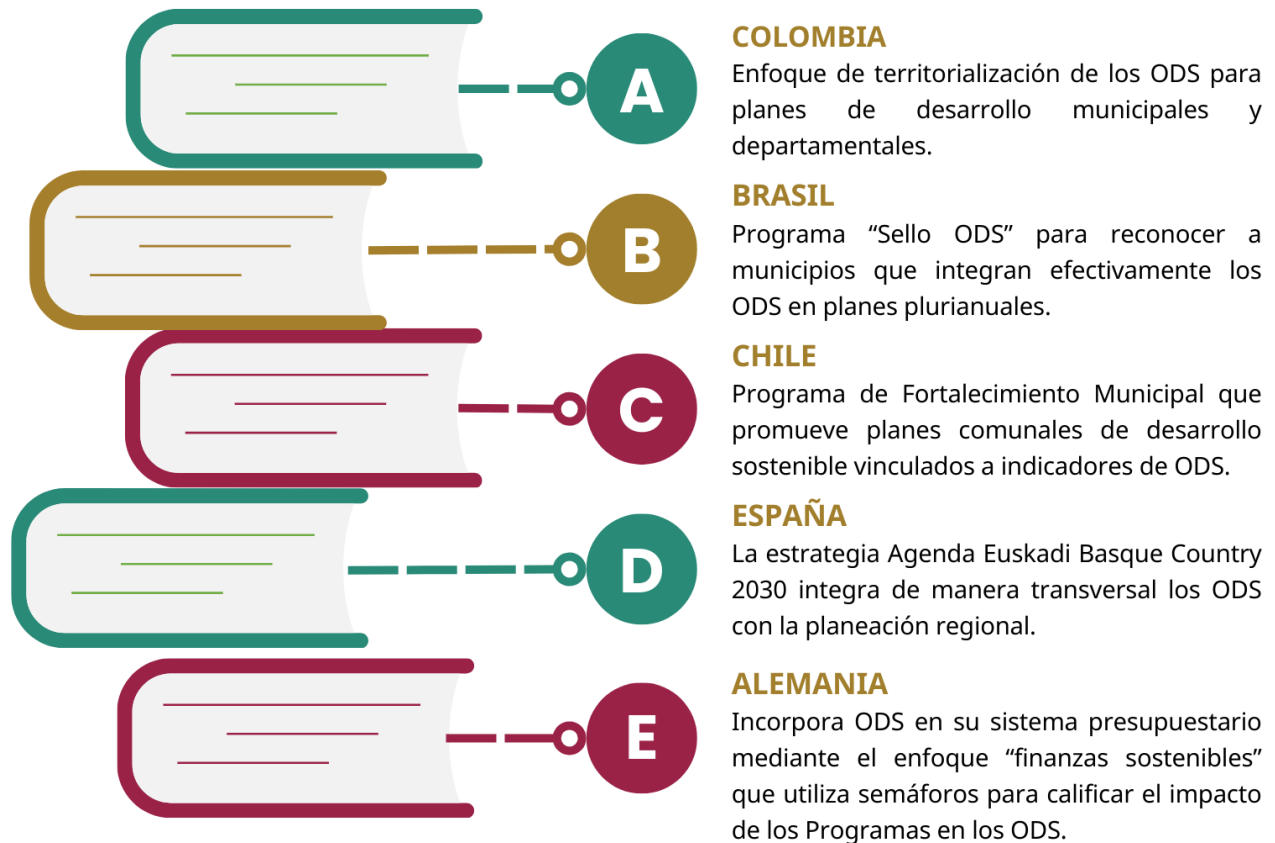 A
COLOMBIA
Enfoque de territorialización de los ODS para
planes de desarrollo municipales y
departamentales.
B
BRASIL
Programa “Sello ODS” para reconocer a
municipios que integran efectivamente los
ODS en planes plurianuales.
C
CHILE
Programa de Fortalecimiento Municipal que
promueve planes comunales de desarrollo
sostenible vinculados a indicadores de ODS.
D
ESPAÑA
La estrategia Agenda Euskadi Basque Country
2030 integra de manera transversal los ODS
con la planeación regional.
E
ALEMANIA
Incorpora ODS en su sistema presupuestario
mediante el enfoque “finanzas sostenibles”
que utiliza semáforos para calificar el impacto
de los Programas en los ODS.